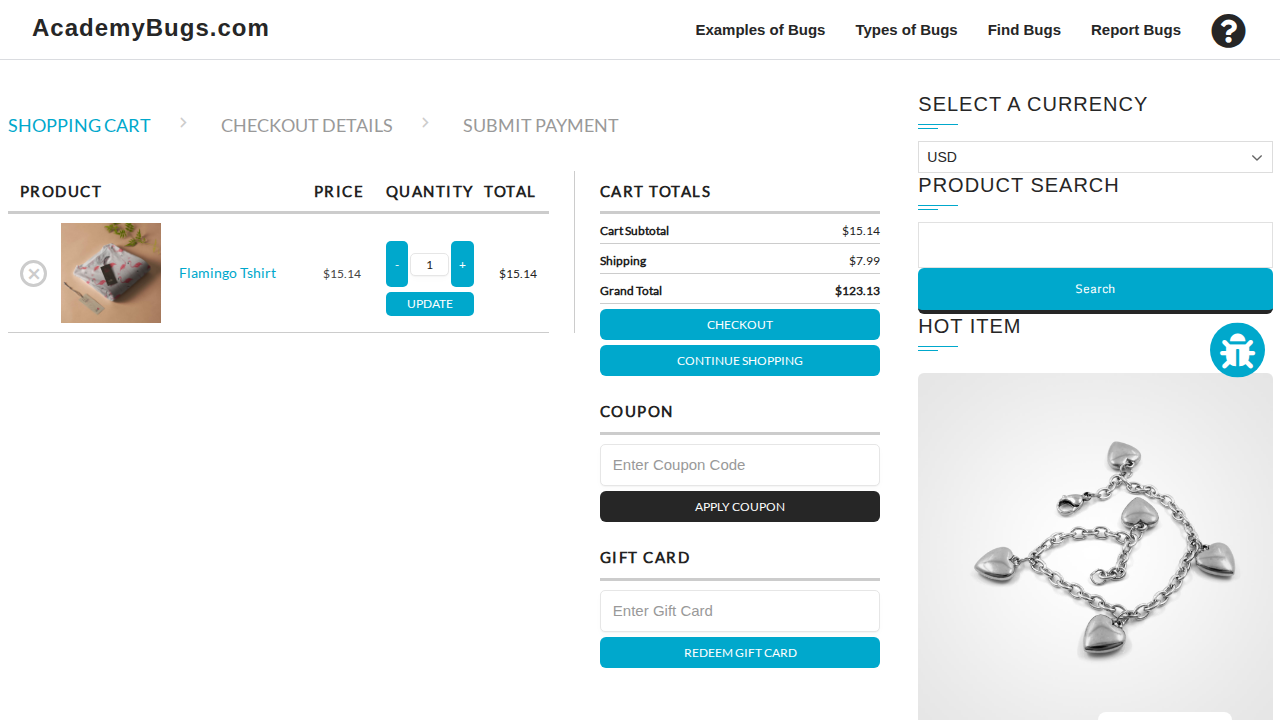 AcademyBugs.com
Examples of Bugs
Types of Bugs
Find Bugs
Report Bugs
SHOPPING CART
CHECKOUT DETAILS
SUBMIT PAYMENT
PRODUCT PRICE QUANTITY TOTAL
Flamingo Tshirt $15.14 - 1 + $15.14
UPDATE
CART TOTALS
Cart Subtotal $15.14
Shipping $7.99
Grand Total $123.13
CHECKOUT
CONTINUE SHOPPING
COUPON
Enter Coupon Code
APPLY COUPON
GIFT CARD
Enter Gift Card
REDEEM GIFT CARD
SELECT A CURRENCY
USD
PRODUCT SEARCH
Search
HOT ITEM